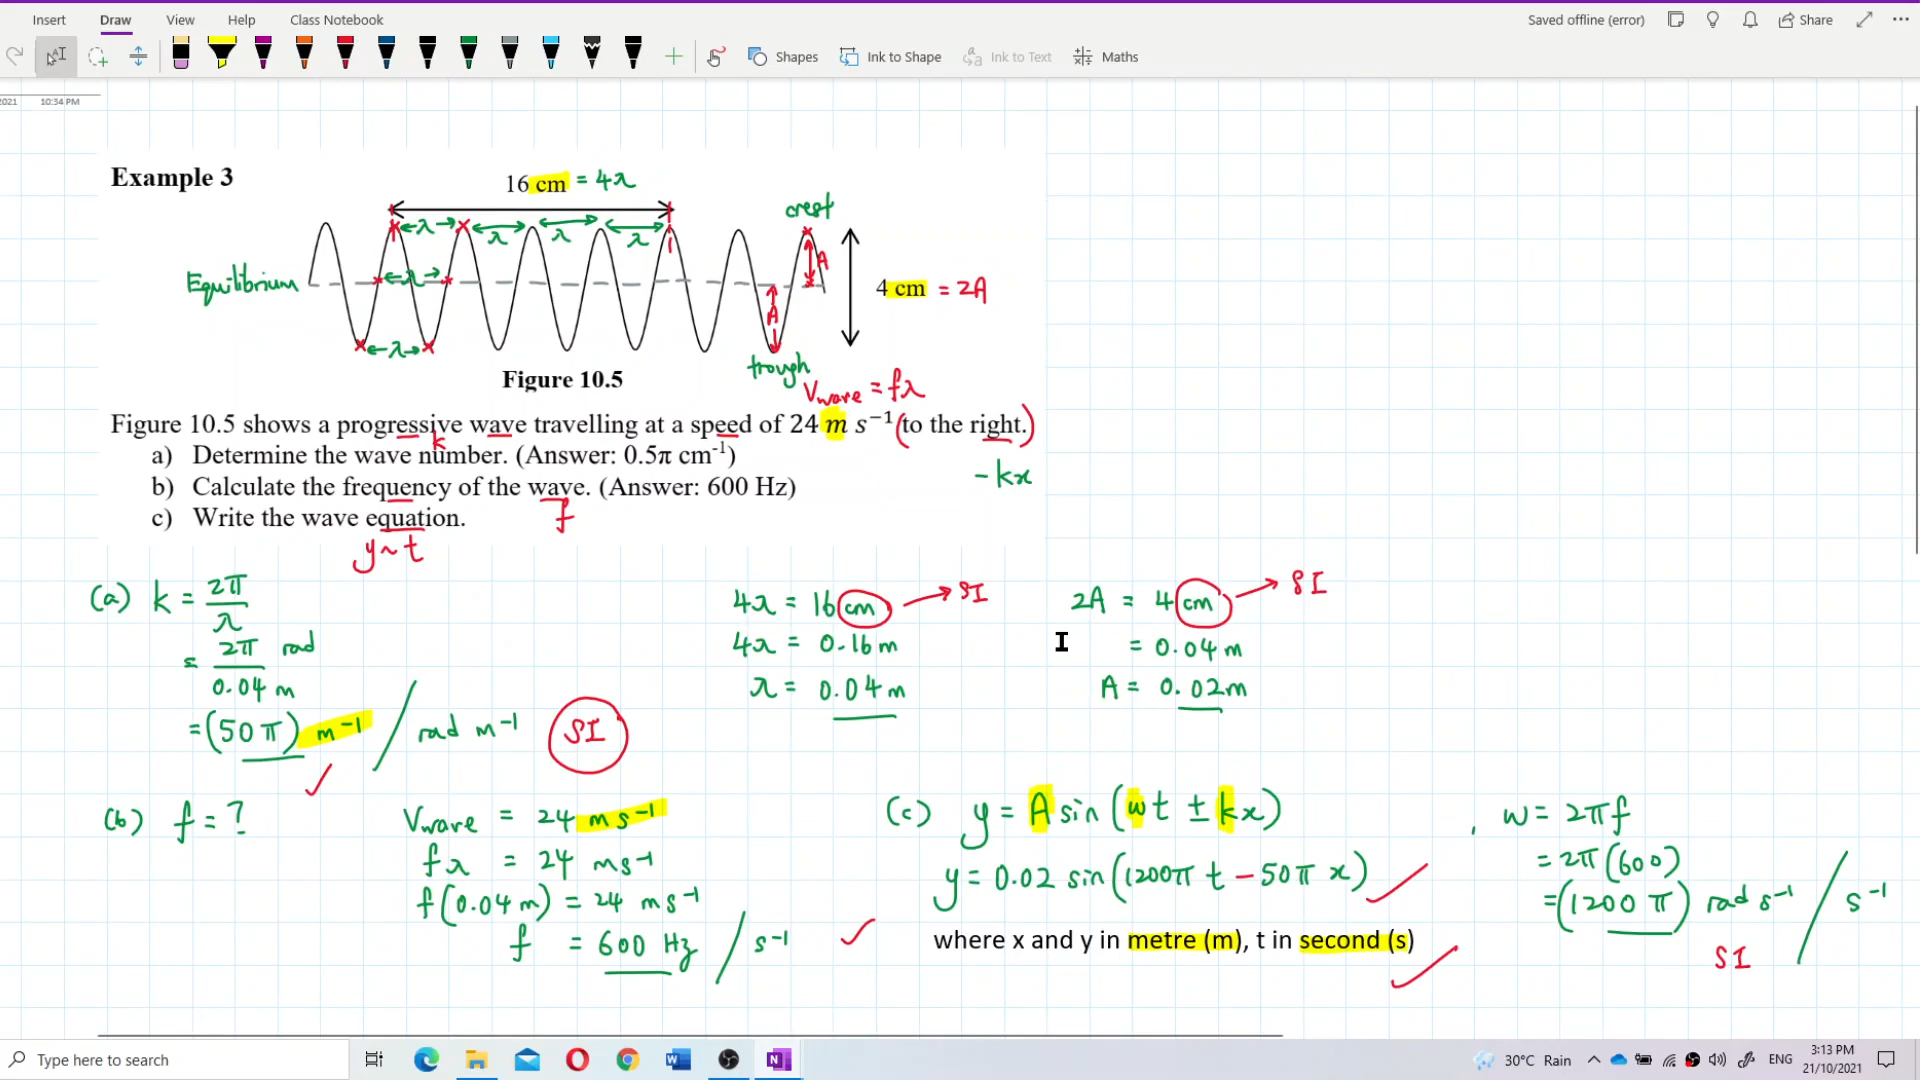 Insert Draw View Help Class Notebook
Saved offline (error) Share
Shapes Ink to Shape Ink to Text Maths
2021 10:34 PM
Example 3
16 cm = 4λ
crest
λ λ λ λ
A
Equilibrium
λ
4 cm = 2A
A
λ
trough
Figure 10.5
Vwave = fλ
Figure 10.5 shows a progressive wave travelling at a speed of 24 m s⁻¹ (to the right.)
k
a) Determine the wave number. (Answer: 0.5π cm⁻¹)
- kx
b) Calculate the frequency of the wave. (Answer: 600 Hz)
f
c) Write the wave equation.
y ~ t
(a) k = 2π / λ
= 2π rad / 0.04 m
= (50π) m⁻¹ / rad m⁻¹ SI
4λ = 16 cm → SI
4λ = 0.16 m
λ = 0.04 m
2A = 4 cm → SI
= 0.04 m
A = 0.02 m
(b) f = ?
Vwave = 24 m s⁻¹
fλ = 24 ms⁻¹
f(0.04 m) = 24 ms⁻¹
f = 600 Hz / s⁻¹
(c) y = A sin (ωt ± kx)
y = 0.02 sin (1200π t - 50π x)
where x and y in metre (m), t in second (s)
ω = 2πf
= 2π(600)
= (1200 π) rad s⁻¹ / s⁻¹
SI
Type here to search
30°C Rain
ENG
3:13 PM
21/10/2021